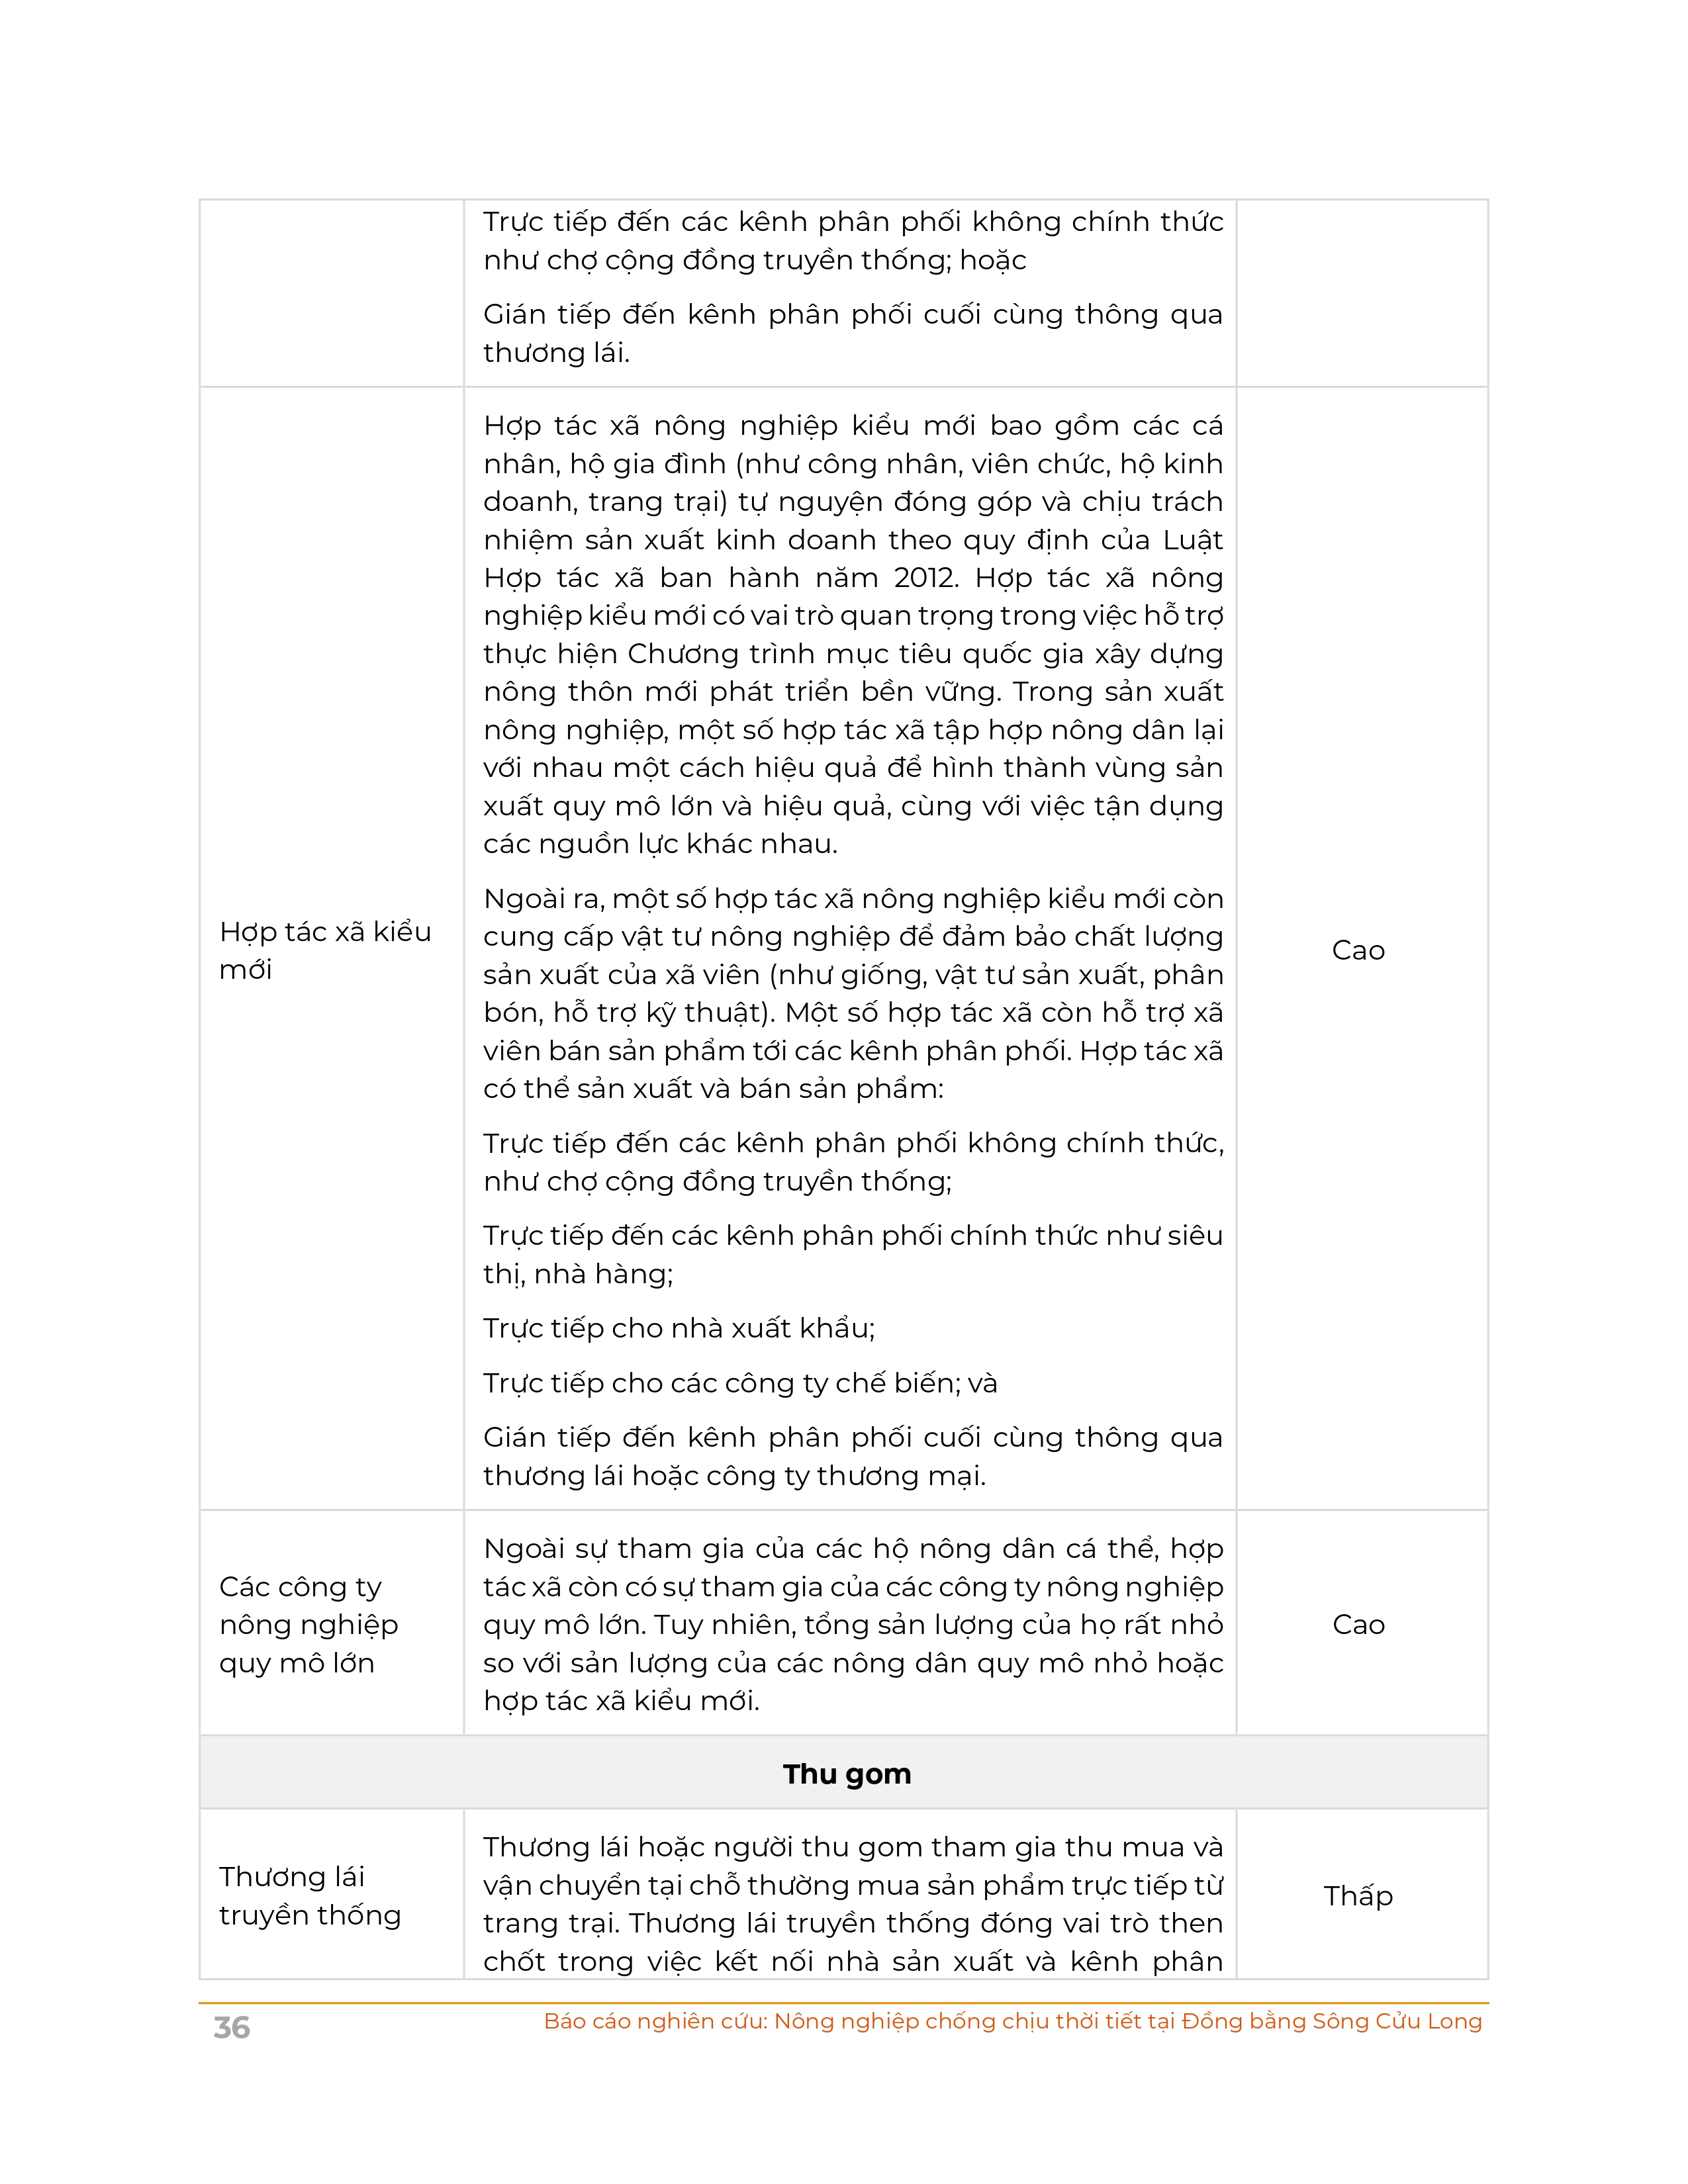 Trực tiếp đến các kênh phân phối không chính thức
như chợ cộng đồng truyền thống; hoặc
Gián tiếp đến kênh phân phối cuối cùng thông qua
thương lái.
Hợp tác xã kiểu
mới
Hợp tác xã nông nghiệp kiểu mới bao gồm các cá
nhân, hộ gia đình (như công nhân, viên chức, hộ kinh
doanh, trang trại) tự nguyện đóng góp và chịu trách
nhiệm sản xuất kinh doanh theo quy định của Luật
Hợp tác xã ban hành năm 2012. Hợp tác xã nông
nghiệp kiểu mới có vai trò quan trọng trong việc hỗ trợ
thực hiện Chương trình mục tiêu quốc gia xây dựng
nông thôn mới phát triển bền vững. Trong sản xuất
nông nghiệp, một số hợp tác xã tập hợp nông dân lại
với nhau một cách hiệu quả để hình thành vùng sản
xuất quy mô lớn và hiệu quả, cùng với việc tận dụng
các nguồn lực khác nhau.
Ngoài ra, một số hợp tác xã nông nghiệp kiểu mới còn
cung cấp vật tư nông nghiệp để đảm bảo chất lượng
sản xuất của xã viên (như giống, vật tư sản xuất, phân
bón, hỗ trợ kỹ thuật). Một số hợp tác xã còn hỗ trợ xã
viên bán sản phẩm tới các kênh phân phối. Hợp tác xã
có thể sản xuất và bán sản phẩm:
Trực tiếp đến các kênh phân phối không chính thức,
như chợ cộng đồng truyền thống;
Trực tiếp đến các kênh phân phối chính thức như siêu
thị, nhà hàng;
Trực tiếp cho nhà xuất khẩu;
Trực tiếp cho các công ty chế biến; và
Gián tiếp đến kênh phân phối cuối cùng thông qua
thương lái hoặc công ty thương mại.
Cao
Các công ty
nông nghiệp
quy mô lớn
Ngoài sự tham gia của các hộ nông dân cá thể, hợp
tác xã còn có sự tham gia của các công ty nông nghiệp
quy mô lớn. Tuy nhiên, tổng sản lượng của họ rất nhỏ
so với sản lượng của các nông dân quy mô nhỏ hoặc
hợp tác xã kiểu mới.
Cao
Thu gom
Thương lái
truyền thống
Thương lái hoặc người thu gom tham gia thu mua và
vận chuyển tại chỗ thường mua sản phẩm trực tiếp từ
trang trại. Thương lái truyền thống đóng vai trò then
chốt trong việc kết nối nhà sản xuất và kênh phân
Thấp
36
Báo cáo nghiên cứu: Nông nghiệp chống chịu thời tiết tại Đồng bằng Sông Cửu Long